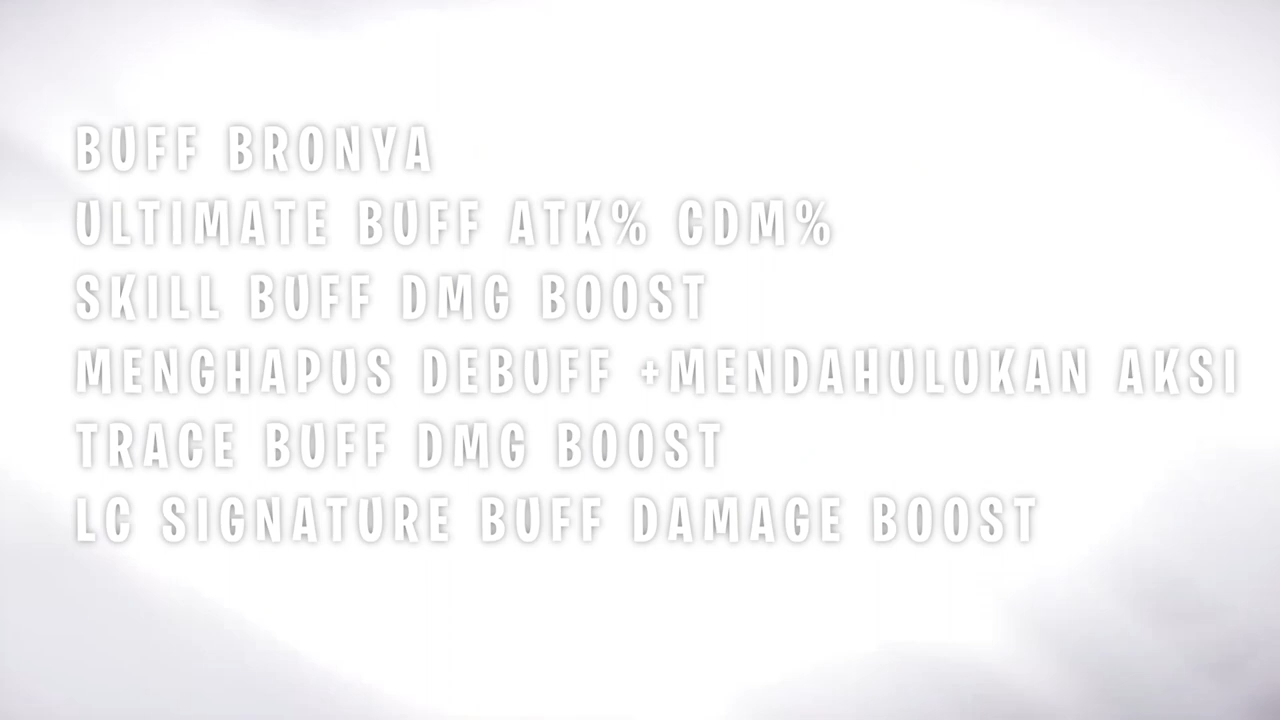 BUFF BRONYA
ULTIMATE BUFF ATK% CDM%
SKILL BUFF DMG BOOST
MENGHAPUS DEBUFF +MENDAHULUKAN AKSI
TRACE BUFF DMG BOOST
LC SIGNATURE BUFF DAMAGE BOOST